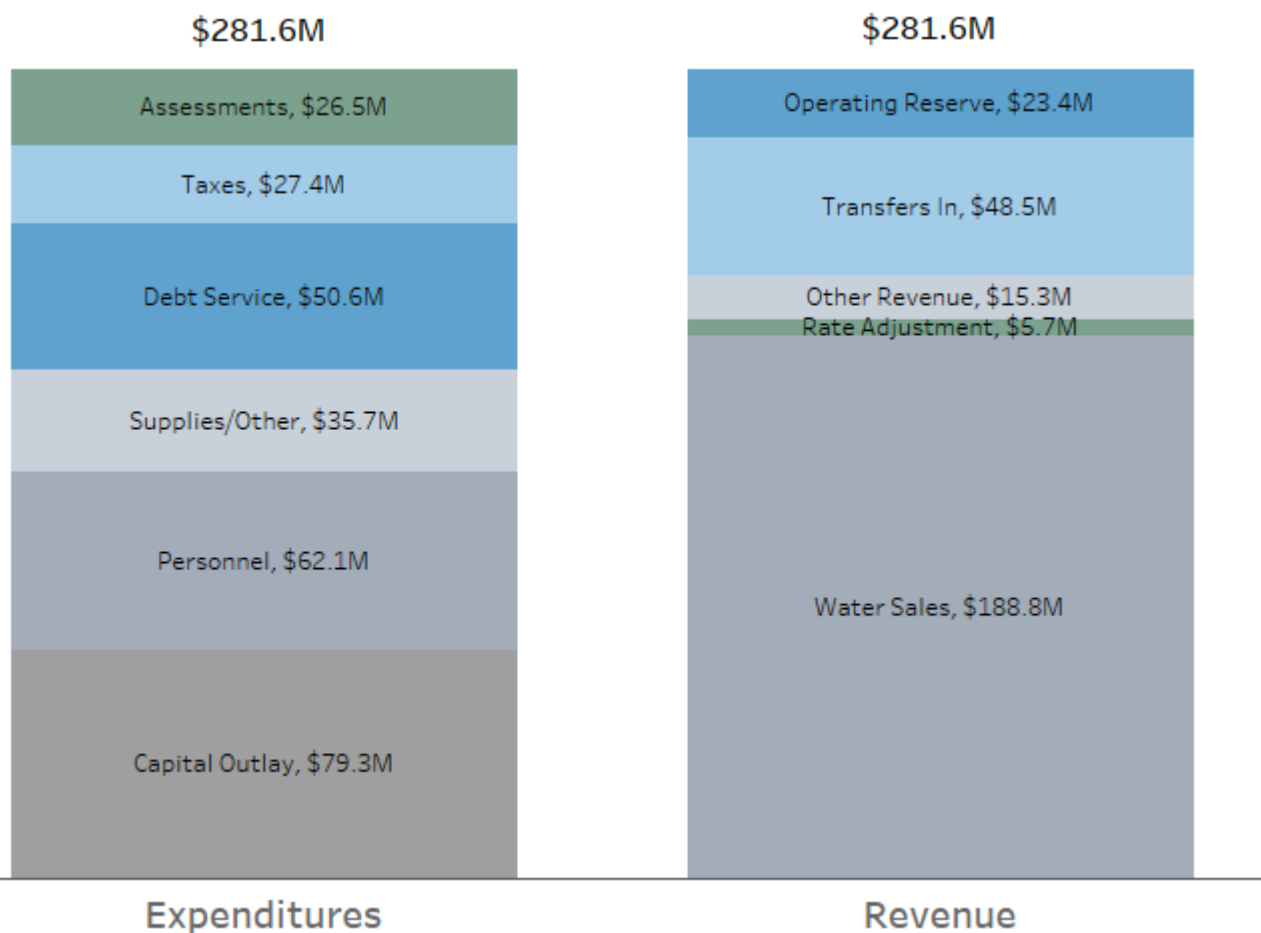 $281.6M
Assessments, $26.5M
Taxes, $27.4M
Debt Service, $50.6M
Supplies/Other, $35.7M
Personnel, $62.1M
Capital Outlay, $79.3M
Expenditures
$281.6M
Operating Reserve, $23.4M
Transfers In, $48.5M
Other Revenue, $15.3M
Rate Adjustment, $5.7M
Water Sales, $188.8M
Revenue